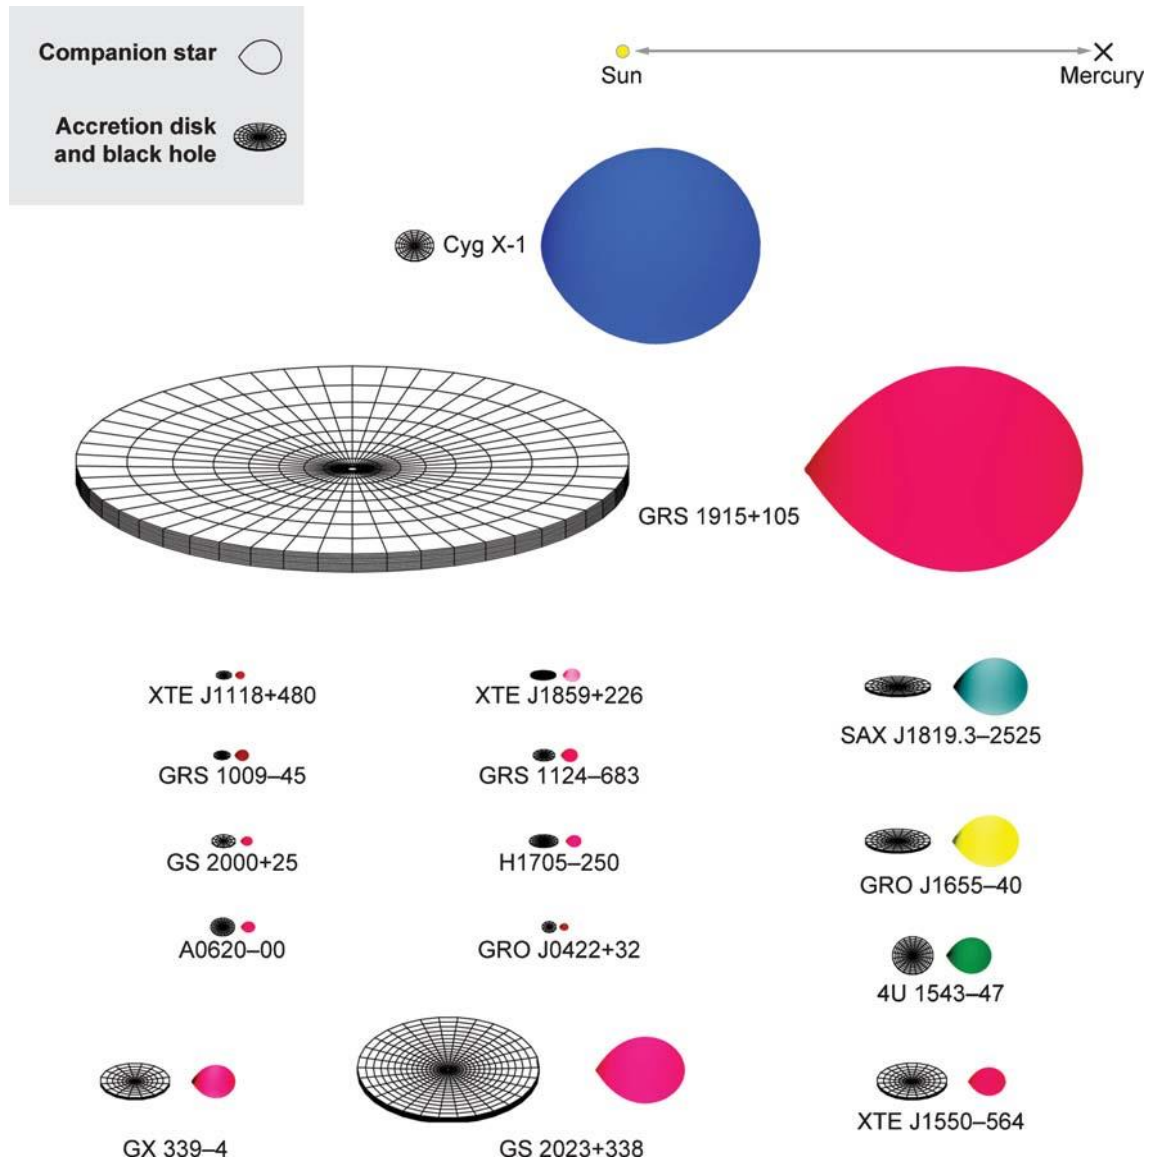 Companion star
Accretion disk
and black hole
Sun
Mercury
Cyg X-1
GRS 1915+105
XTE J1118+480
XTE J1859+226
SAX J1819.3–2525
GRS 1009–45
GRS 1124–683
GS 2000+25
H1705–250
GRO J1655–40
A0620–00
GRO J0422+32
4U 1543–47
GX 339–4
GS 2023+338
XTE J1550–564